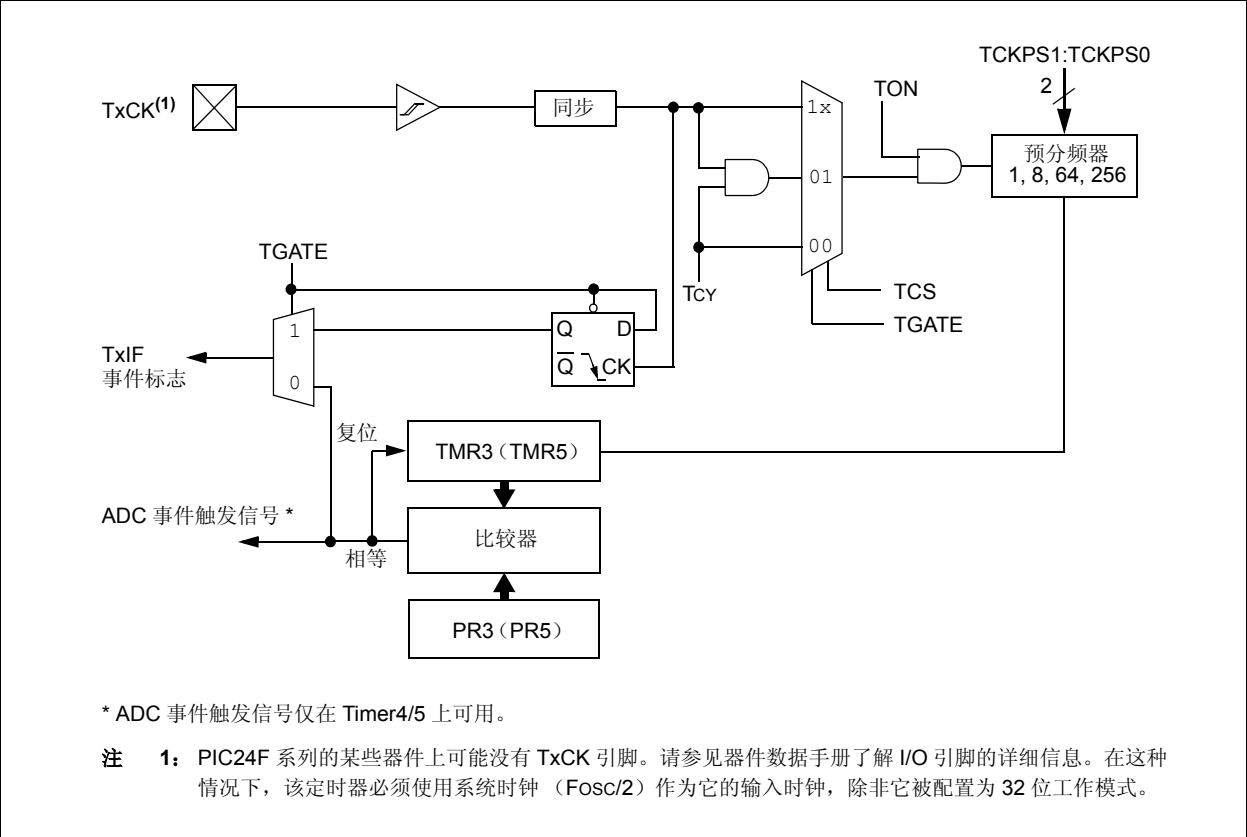 TCKPS1:TCKPS0
2
TON
TxCK(1)
同步
1x
预分频器
1, 8, 64, 256
01
00
TGATE
TCY
TCS
TGATE
1
Q D
TxIF
事件标志
Q CK
0
复位
TMR3（TMR5）
ADC 事件触发信号 *
比较器
相等
PR3（PR5）
* ADC 事件触发信号仅在 Timer4/5 上可用。
注 1： PIC24F 系列的某些器件上可能没有 TxCK 引脚。请参见器件数据手册了解 I/O 引脚的详细信息。在这种
情况下，该定时器必须使用系统时钟 （FOSC/2）作为它的输入时钟，除非它被配置为 32 位工作模式。